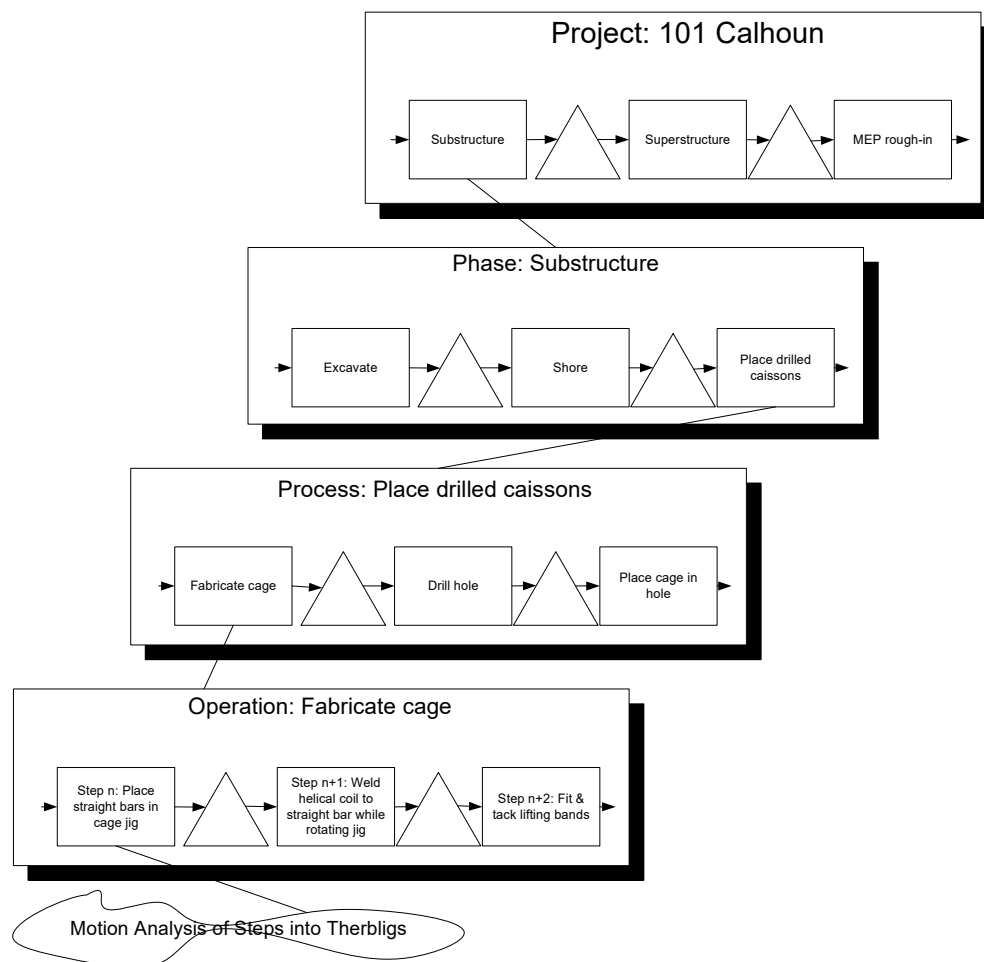 Project: 101 Calhoun
Substructure
Superstructure
MEP rough-in
Phase: Substructure
Excavate
Shore
Place drilled
caissons
Process: Place drilled caissons
Fabricate cage
Drill hole
Place cage in
hole
Operation: Fabricate cage
Step n: Place
straight bars in
cage jig
Step n+1: Weld
helical coil to
straight bar while
rotating jig
Step n+2: Fit &
tack lifting bands
Motion Analysis of Steps into Therbligs